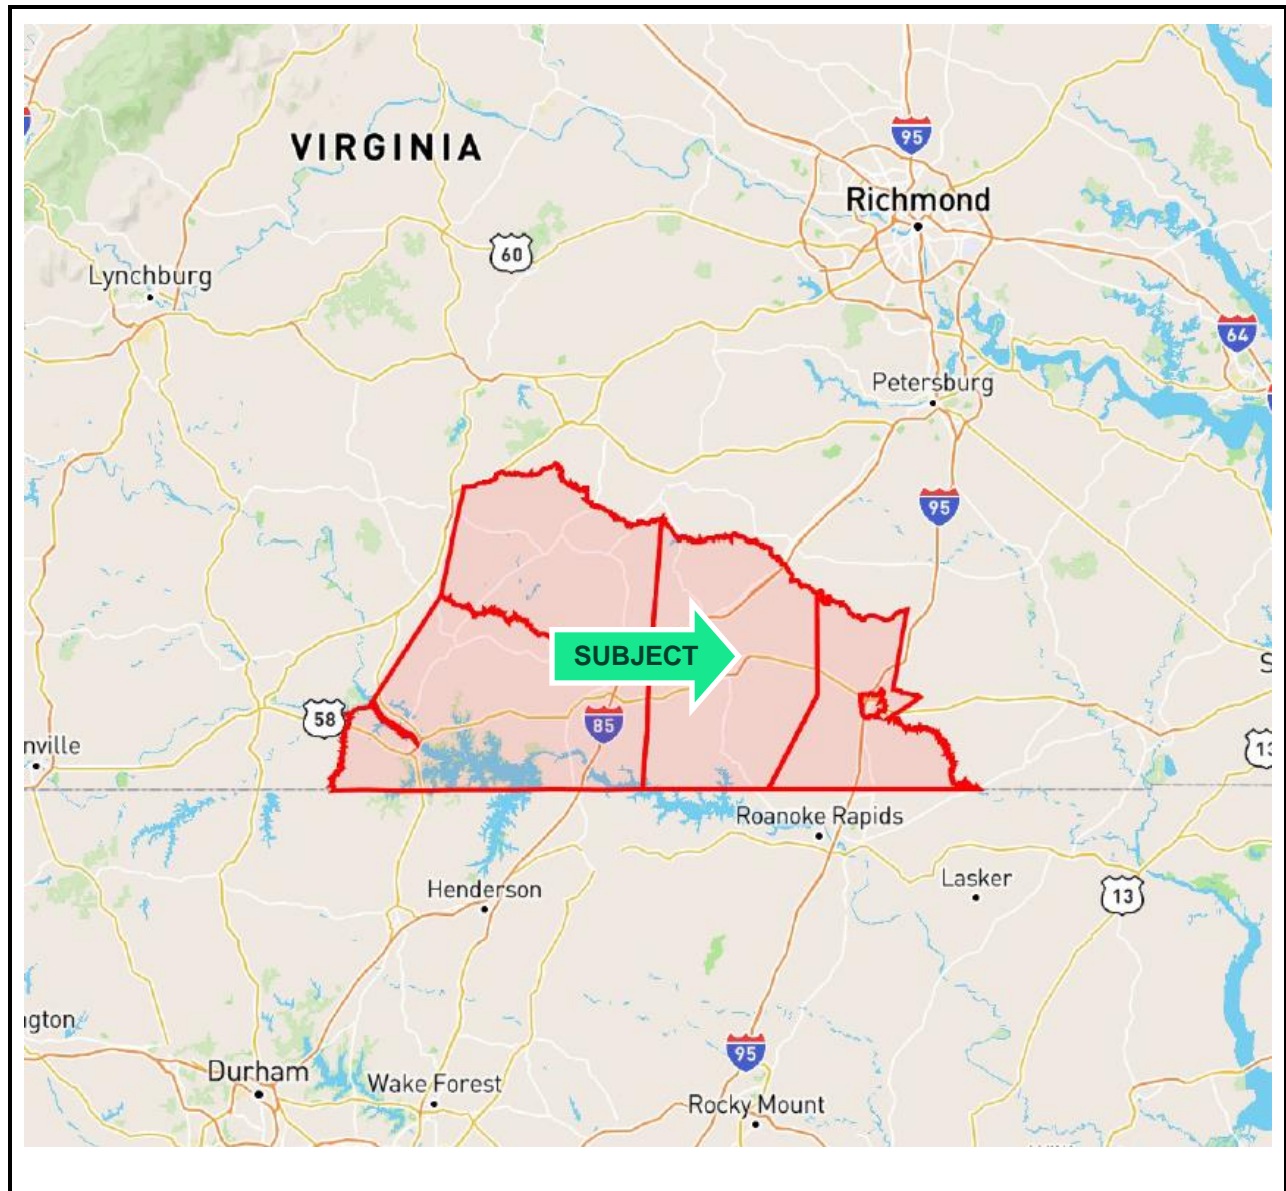 VIRGINIA
95
Richmond
60
Lynchburg
64
Petersburg
95
SUBJECT
58
85
nville
S
13
Roanoke Rapids
Lasker
Henderson
13
gton
95
Durham
Wake Forest
Rocky Mount